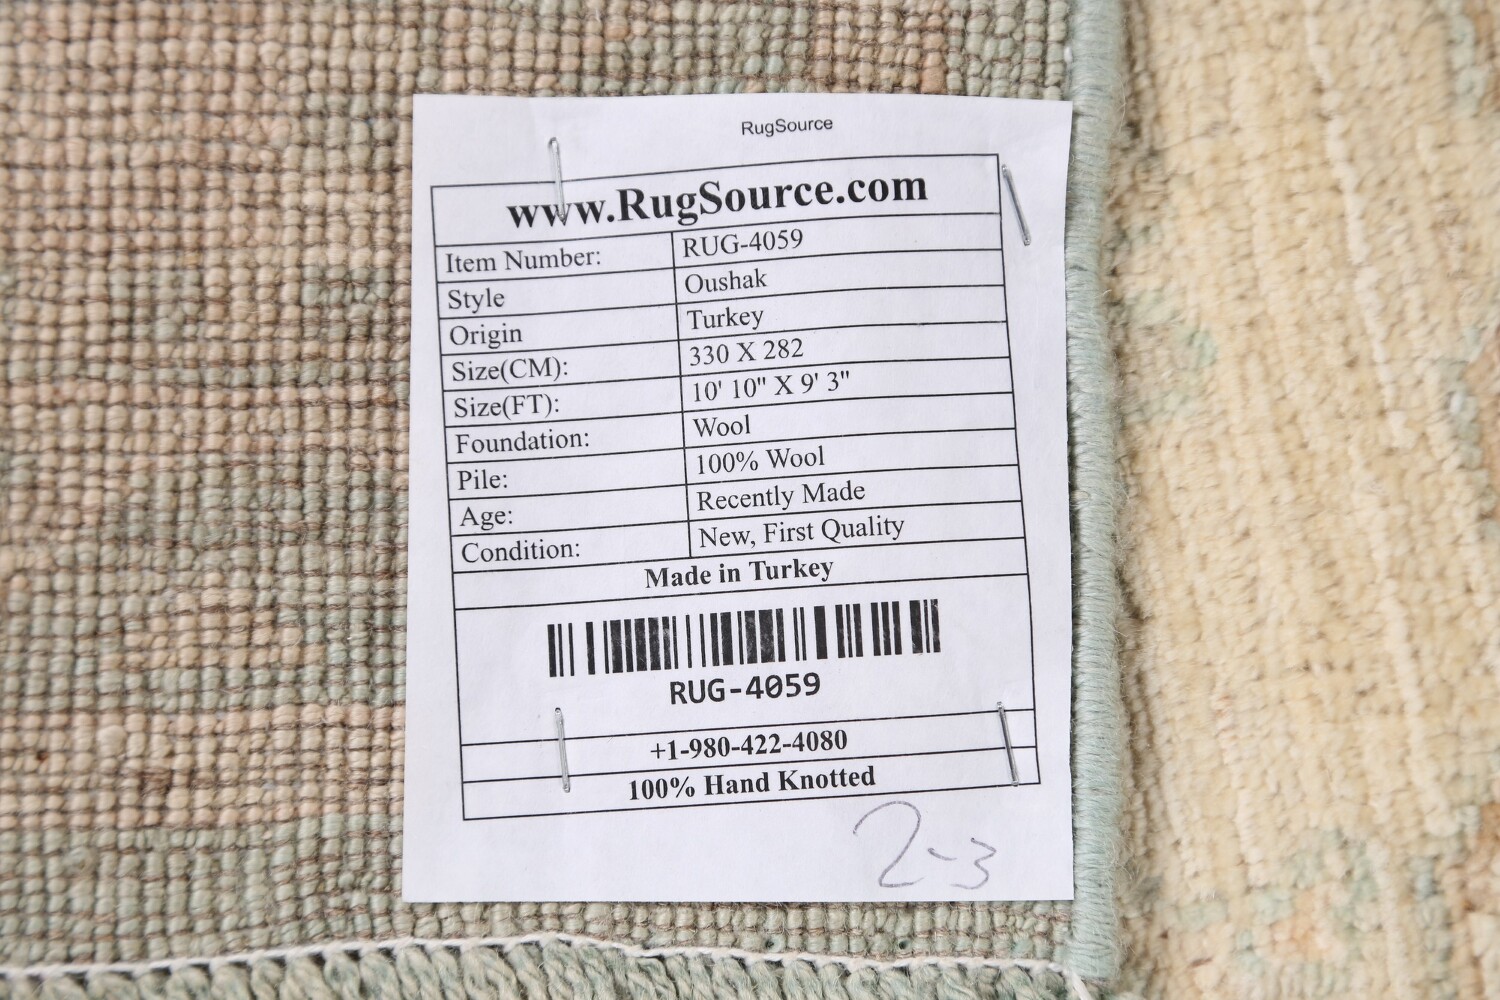 RugSource
www.RugSource.com
Item Number: RUG-4059
Style Oushak
Origin Turkey
Size(CM): 330 X 282
Size(FT): 10' 10" X 9' 3"
Foundation: Wool
Pile: 100% Wool
Age: Recently Made
Condition: New, First Quality
Made in Turkey
RUG-4059
+1-980-422-4080
100% Hand Knotted
2-3